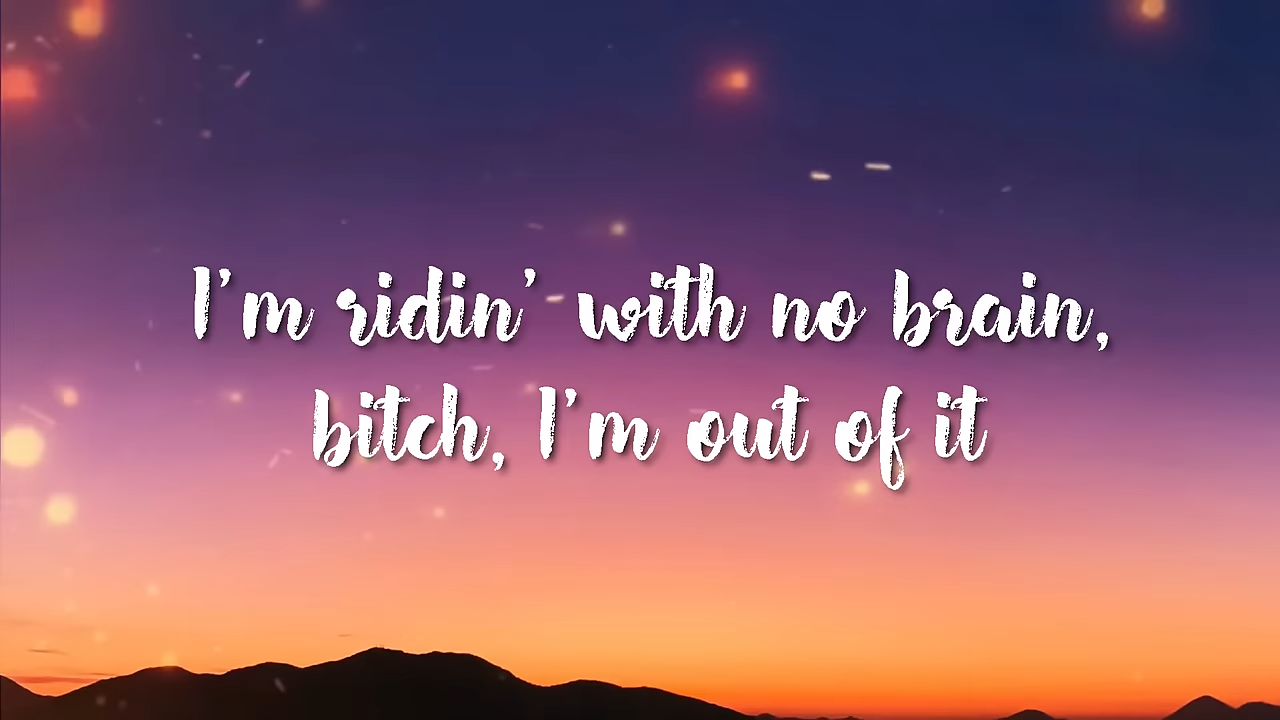 I'm ridin' with no brain,
bitch, I'm out of it